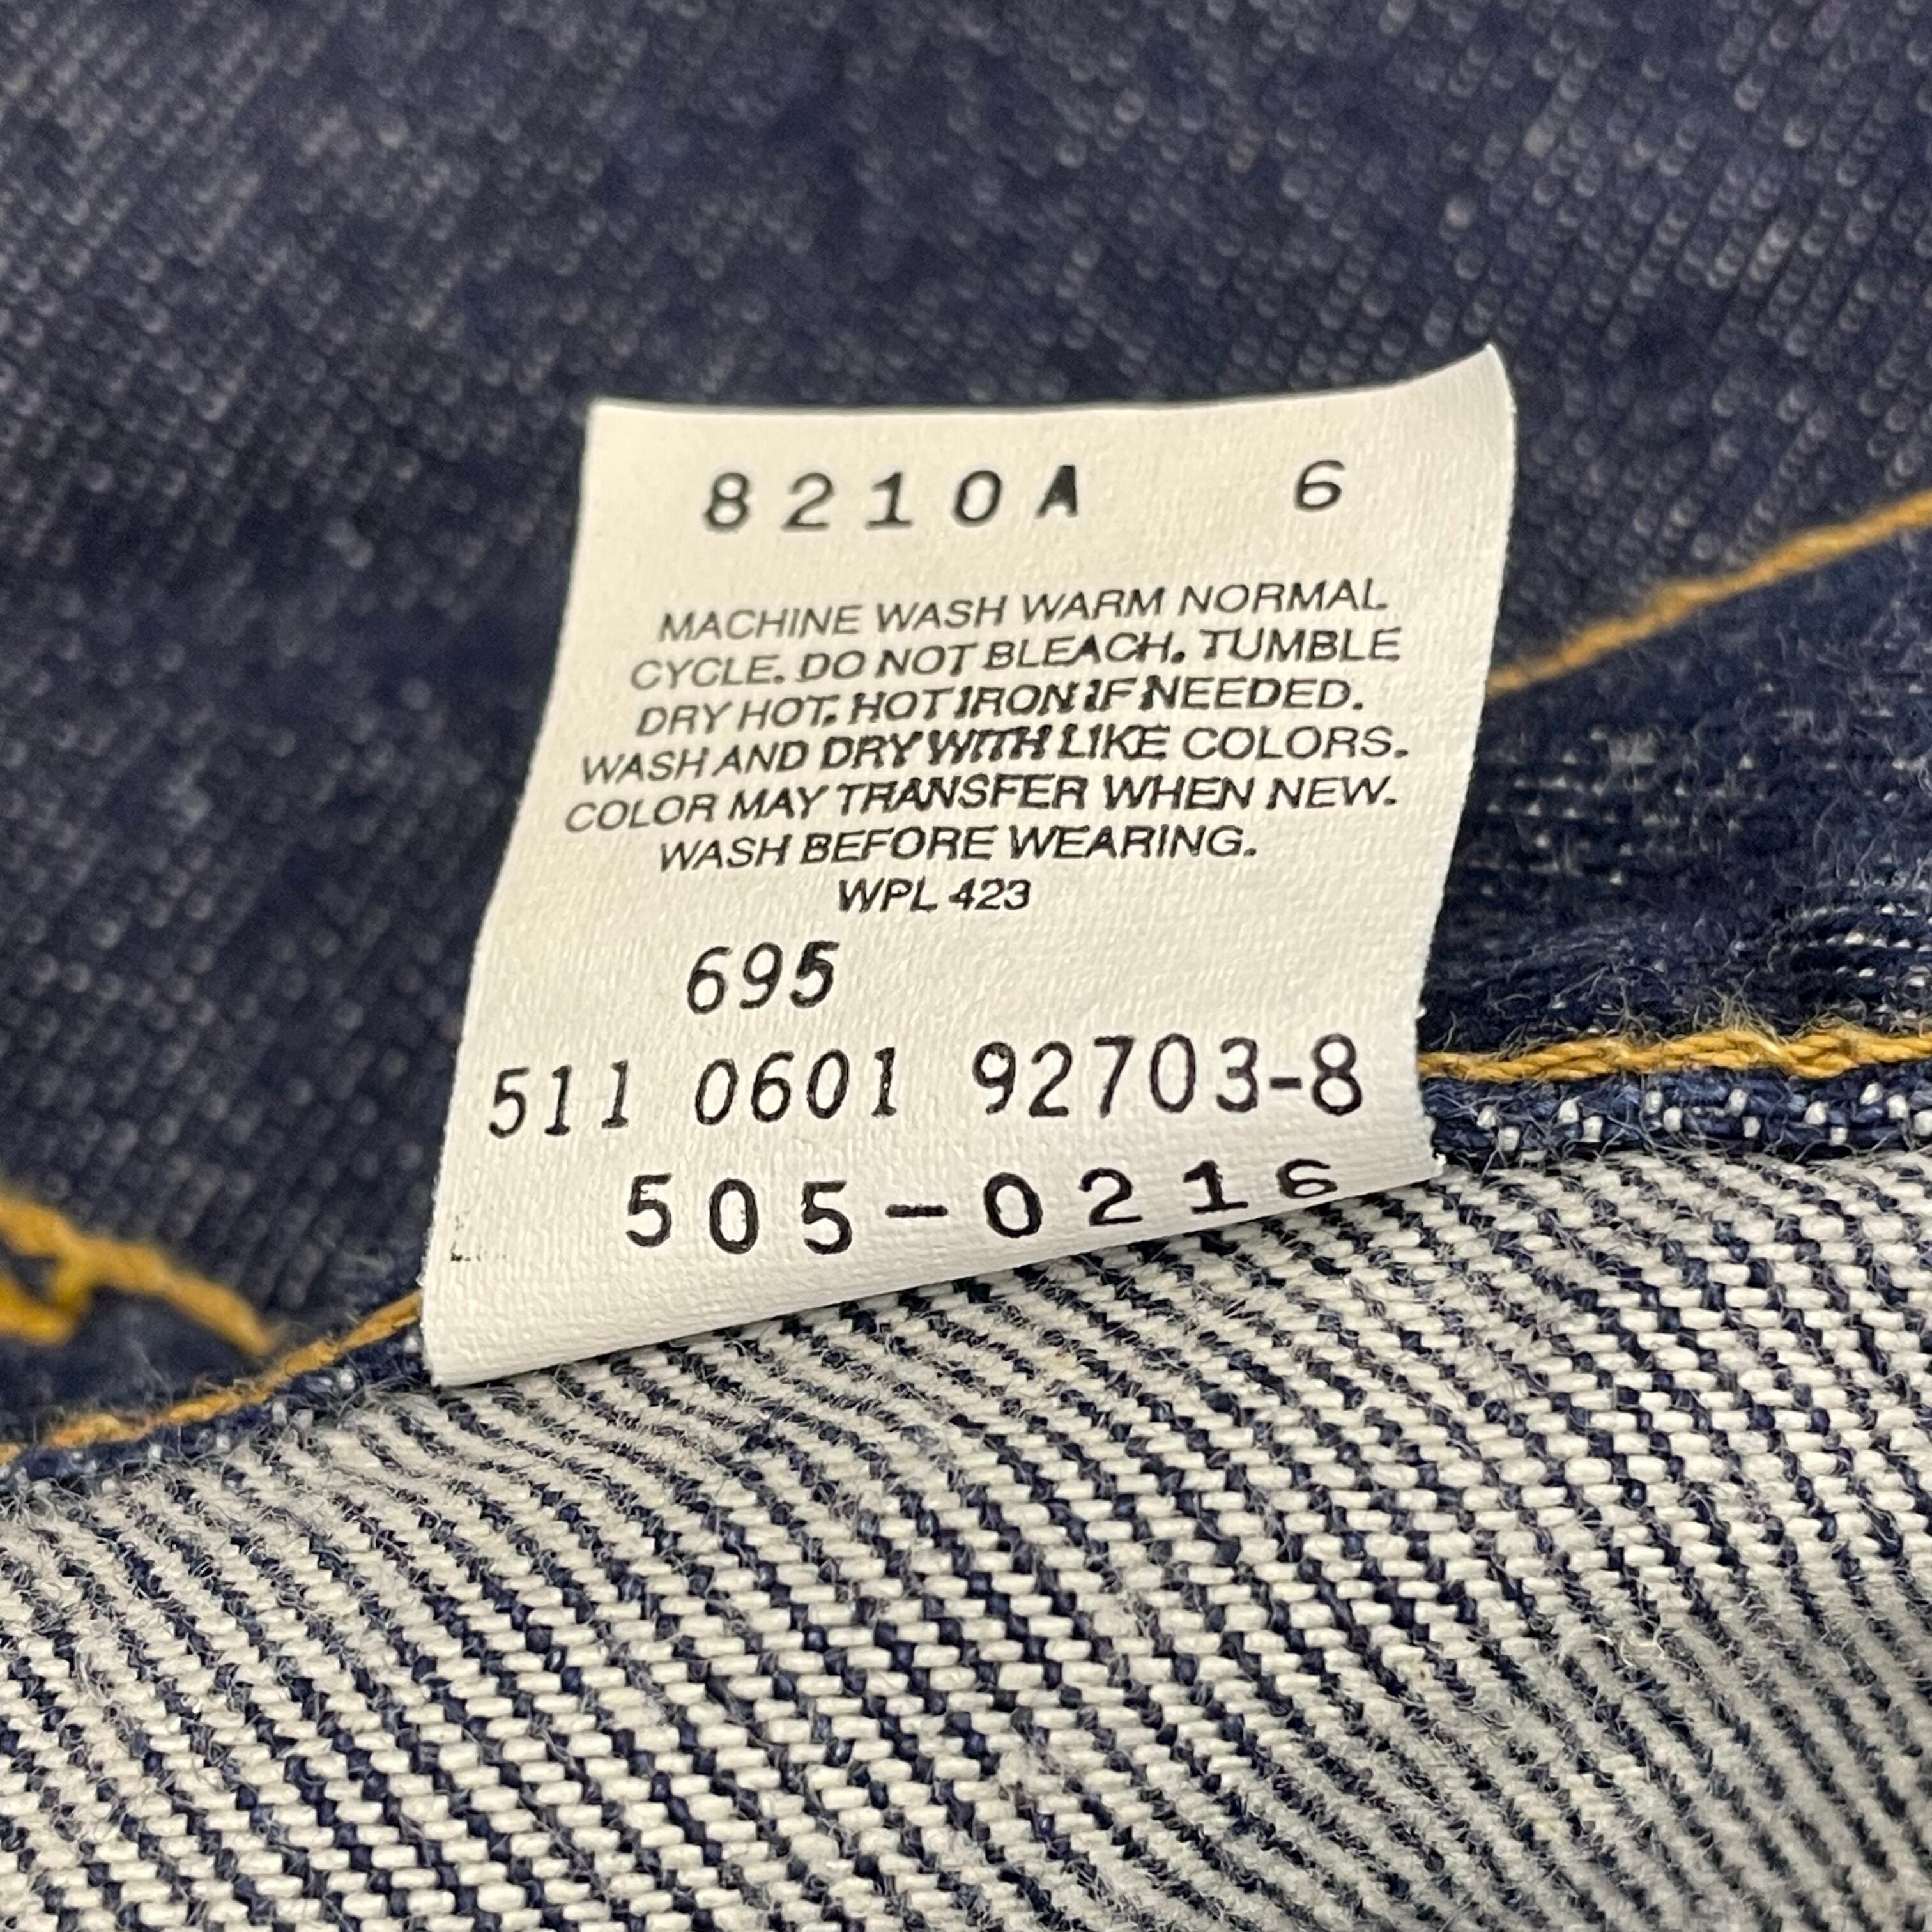 8210A 6
MACHINE WASH WARM NORMAL
CYCLE. DO NOT BLEACH. TUMBLE
DRY HOT. HOT IRON IF NEEDED.
WASH AND DRY WITH LIKE COLORS.
COLOR MAY TRANSFER WHEN NEW.
WASH BEFORE WEARING.
WPL 423
695
511 0601 92703-8
505-0216